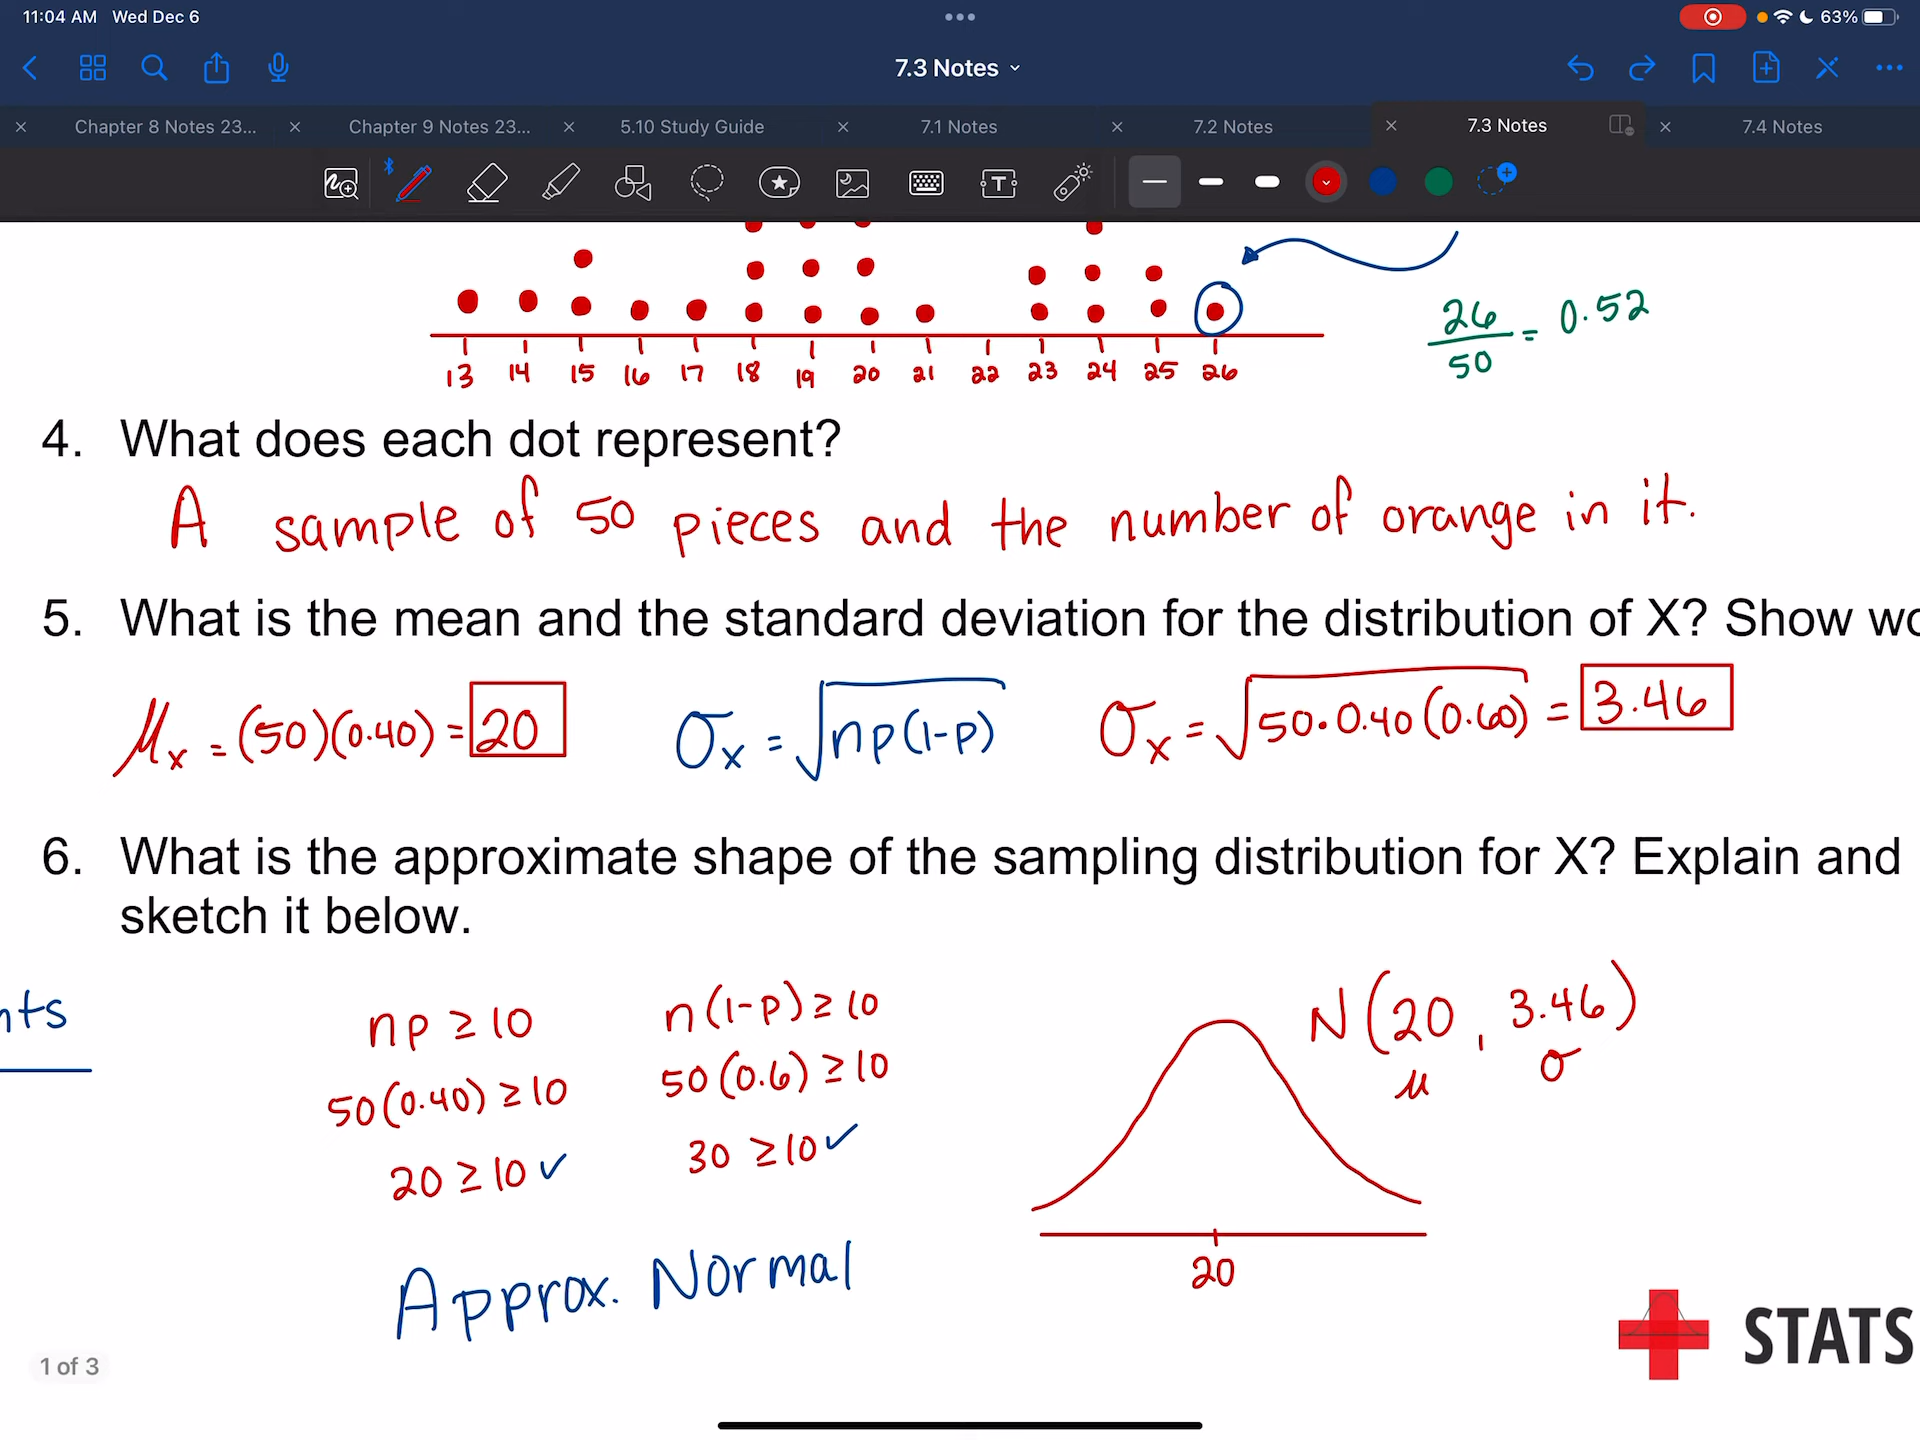 11:04 AM Wed Dec 6
63%
7.3 Notes
Chapter 8 Notes 23...
Chapter 9 Notes 23...
5.10 Study Guide
7.1 Notes
7.2 Notes
7.3 Notes
7.4 Notes
T
13 14 15 16 17 18 19 20 21 22 23 24 25 26
26/50 = 0.52
4. What does each dot represent?
A sample of 50 pieces and the number of orange in it.
5. What is the mean and the standard deviation for the distribution of X? Show wo
μx = (50)(0.40) = 20
σx = √np(1-p)
σx = √50•0.40(0.60) = 3.46
6. What is the approximate shape of the sampling distribution for X? Explain and
sketch it below.
nts
np ≥ 10
n(1-p) ≥ 10
50(0.40) ≥ 10
50(0.6) ≥ 10
20 ≥ 10 ✓
30 ≥ 10 ✓
Approx. Normal
N(20, 3.46)
μ σ
20
STATS
1 of 3